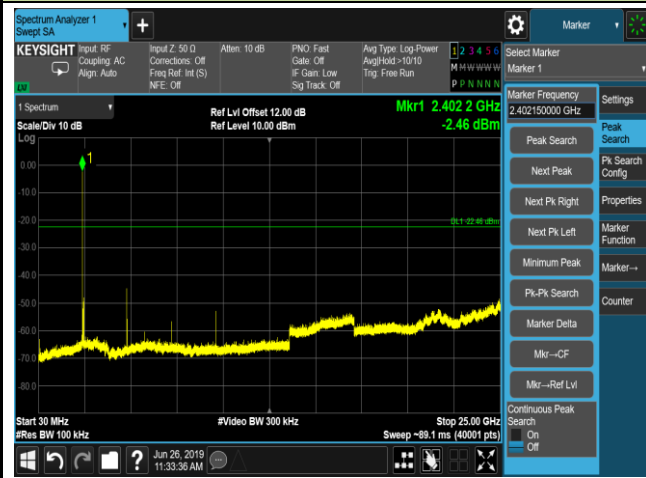 Spectrum Analyzer 1
Swept SA
+
Marker
KEYSIGHT
Input: RF
Coupling: AC
Align: Auto
Input Z: 50 Ω
Corrections: Off
Freq Ref: Int (S)
NFE: Off
Atten: 10 dB
PNO: Fast
Gate: Off
IF Gain: Low
Sig Track: Off
Avg Type: Log-Power
Avg|Hold:>10/10
Trig: Free Run
1 2 3 4 5 6
M M W W W W
P P N N N N
LXI
Select Marker
Marker 1
1 Spectrum
Scale/Div 10 dB
Log
Ref Lvl Offset 12.00 dB
Ref Level 10.00 dBm
Mkr1 2.402 2 GHz
-2.46 dBm
1
0.00
-10.0
-20.0
-30.0
-40.0
-50.0
-60.0
-70.0
-80.0
DL1 -22.46 dBm
Start 30 MHz
#Res BW 100 kHz
#Video BW 300 kHz
Stop 25.00 GHz
Sweep ~89.1 ms (40001 pts)
Marker Frequency
2.402150000 GHz
Peak Search
Next Peak
Next Pk Right
Next Pk Left
Minimum Peak
Pk-Pk Search
Marker Delta
Mkr→CF
Mkr→Ref Lvl
Continuous Peak
Search
On
Off
Settings
Peak
Search
Pk Search
Config
Properties
Marker
Function
Marker→
Counter
?
Jun 26, 2019
11:33:36 AM